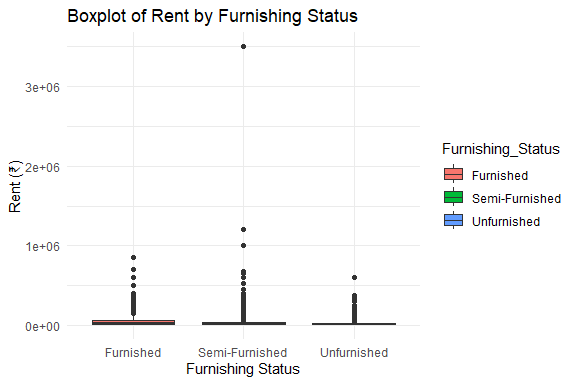 Boxplot of Rent by Furnishing Status
Rent (₹)
3e+06
2e+06
1e+06
0e+00
Furnished
Semi-Furnished
Unfurnished
Furnishing Status
Furnishing_Status
Furnished
Semi-Furnished
Unfurnished